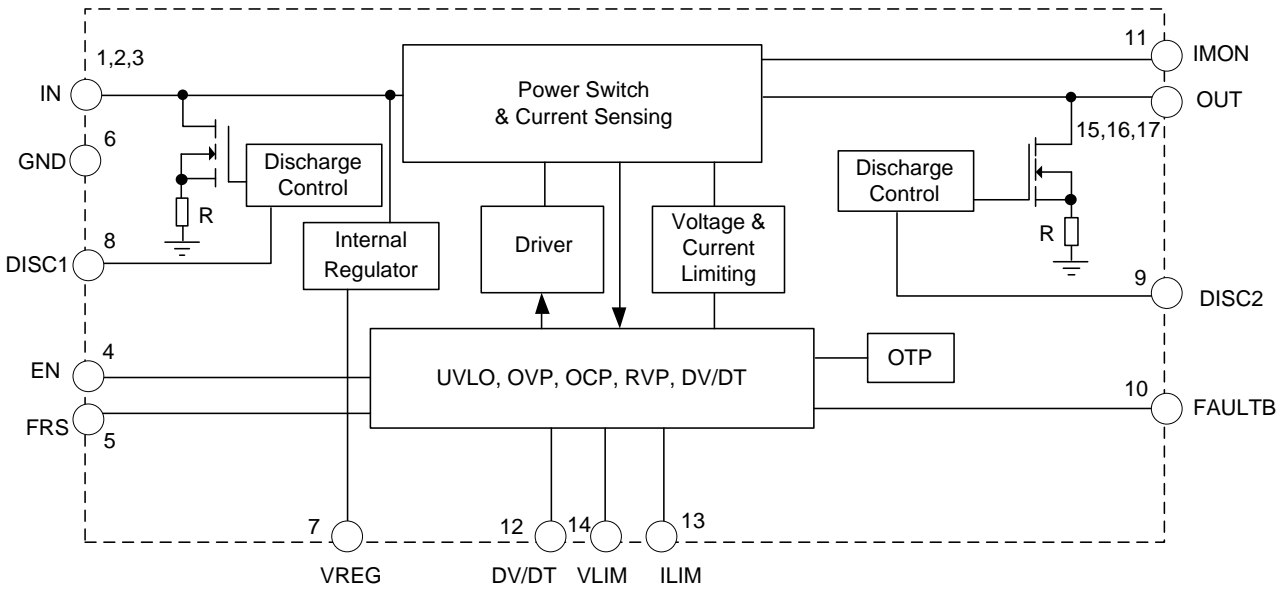 1,2,3
IN
6
GND
Discharge
Control
R
8
DISC1
Internal
Regulator
Power Switch
& Current Sensing
Driver
Voltage &
Current
Limiting
11
IMON
OUT
15,16,17
Discharge
Control
R
9
DISC2
4
EN
FRS
5
UVLO, OVP, OCP, RVP, DV/DT
OTP
10
FAULTB
7
VREG
12
DV/DT
14
VLIM
13
ILIM